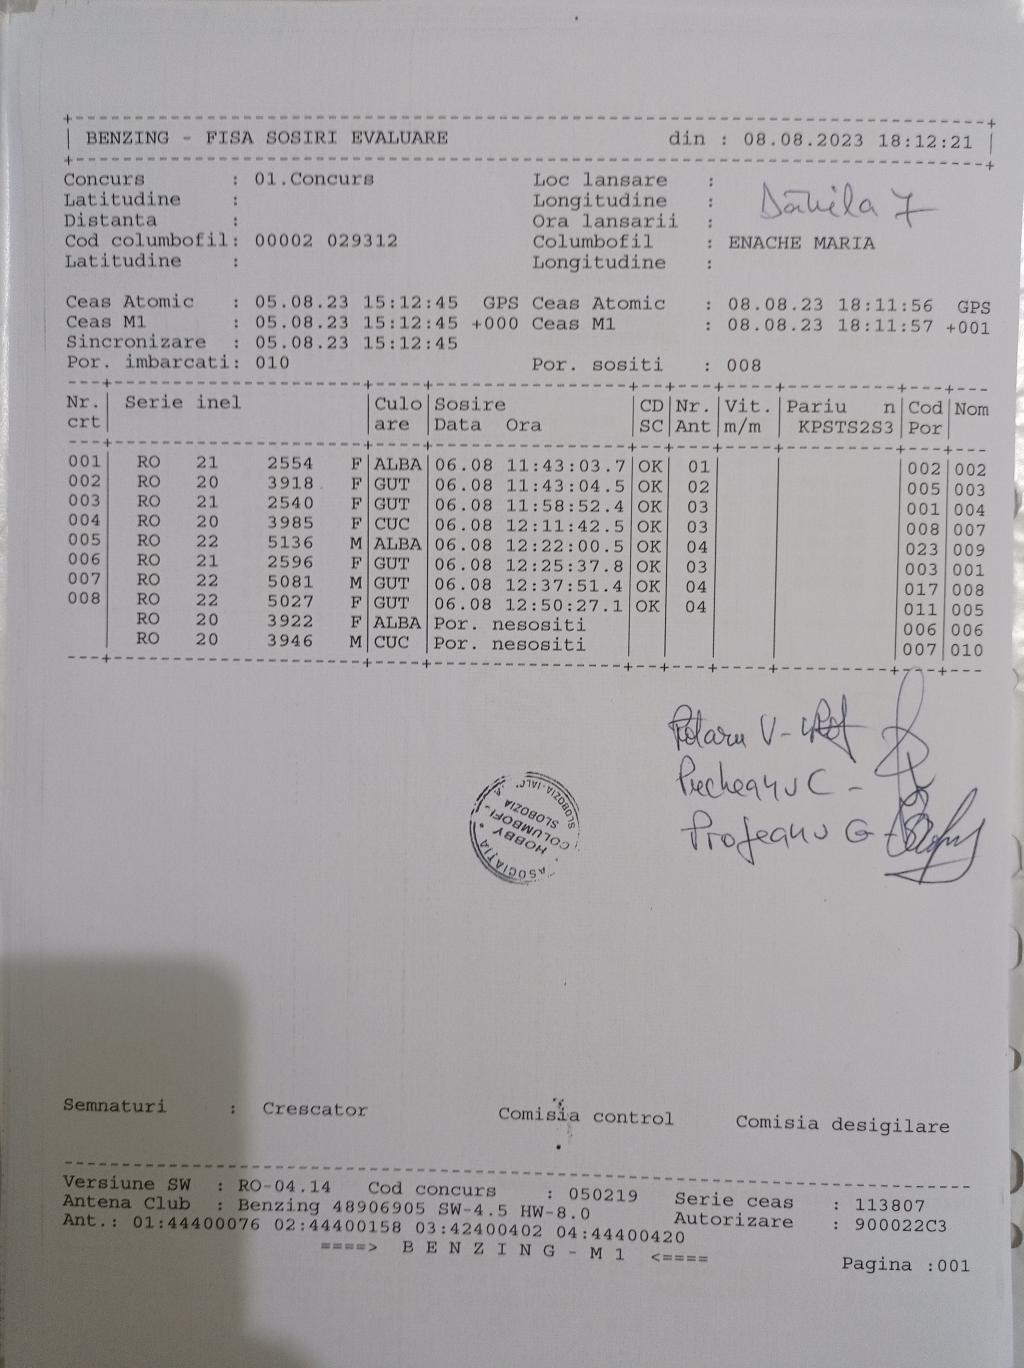 BENZING - FISA SOSIRI EVALUARE din : 08.08.2023 18:12:21
Concurs : 01.Concurs Loc lansare :
Latitudine : Longitudine :
Distanta : Ora lansarii :
Cod columbofil: 00002 029312 Columbofil : ENACHE MARIA
Latitudine : Longitudine :
Ceas Atomic : 05.08.23 15:12:45 GPS Ceas Atomic : 08.08.23 18:11:56 GPS
Ceas M1 : 05.08.23 15:12:45 +000 Ceas M1 : 08.08.23 18:11:57 +001
Sincronizare : 05.08.23 15:12:45
Por. imbarcati: 010 Por. sositi : 008
Nr. Serie inel Culo Sosire CD Nr. Vit. Pariu n Cod Nom
crt are Data Ora SC Ant m/m KPSTS2S3 Por
001 RO 21 2554 F ALBA 06.08 11:43:03.7 OK 01 002 002
002 RO 20 3918 F GUT 06.08 11:43:04.5 OK 02 005 003
003 RO 21 2540 F GUT 06.08 11:58:52.4 OK 03 001 004
004 RO 20 3985 F CUC 06.08 12:11:42.5 OK 03 008 007
005 RO 22 5136 M ALBA 06.08 12:22:00.5 OK 04 023 009
006 RO 21 2596 F GUT 06.08 12:25:37.8 OK 03 003 001
007 RO 22 5081 M GUT 06.08 12:37:51.4 OK 04 017 008
008 RO 22 5027 F GUT 06.08 12:50:27.1 OK 04 011 005
RO 20 3922 F ALBA Por. nesositi 006 006
RO 20 3946 M CUC Por. nesositi 007 010
V -
C -
G -
ASOCIATIA
HOBBY
COLUMBOFI-
SLOBOZIA
SLOBOZIA.IALC.
Semnaturi : Crescator Comisia control Comisia desigilare
Versiune SW : RO-04.14 Cod concurs : 050219 Serie ceas : 113807
Antena Club : Benzing 48906905 SW-4.5 HW-8.0 Autorizare : 900022C3
Ant.: 01:44400076 02:44400158 03:42400402 04:44400420
====> B E N Z I N G - M 1 <====
Pagina :001